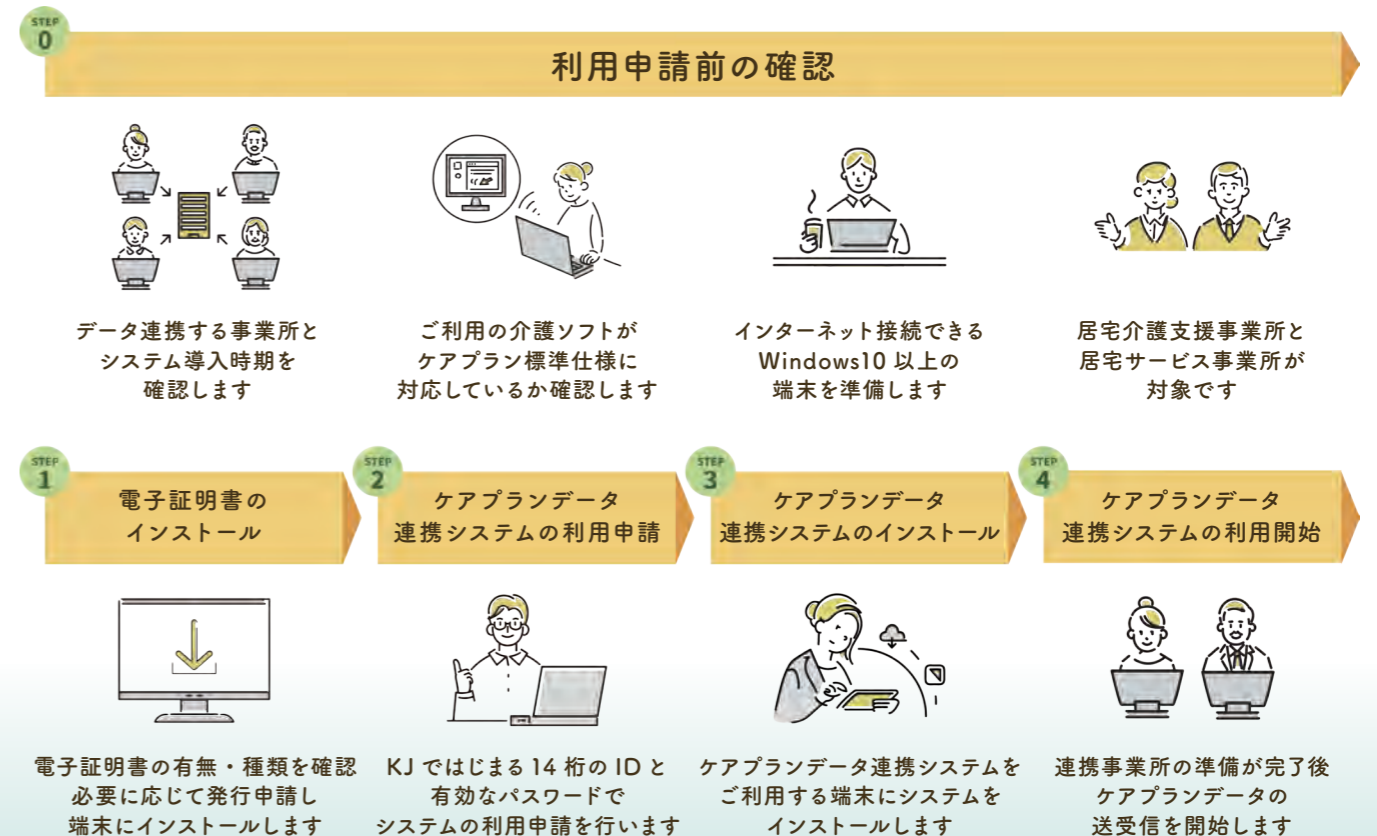 STEP
0
利用申請前の確認
データ連携する事業所と
システム導入時期を
確認します
ご利用の介護ソフトが
ケアプラン標準仕様に
対応しているか確認します
インターネット接続できる
Windows10 以上の
端末を準備します
居宅介護支援事業所と
居宅サービス事業所が
対象です
STEP
1
電子証明書の
インストール
電子証明書の有無・種類を確認
必要に応じて発行申請し
端末にインストールします
STEP
2
ケアプランデータ
連携システムの利用申請
KJ ではじまる 14 桁の ID と
有効なパスワードで
システムの利用申請を行います
STEP
3
ケアプランデータ
連携システムのインストール
ケアプランデータ連携システムを
ご利用する端末にシステムを
インストールします
STEP
4
ケアプランデータ
連携システムの利用開始
連携事業所の準備が完了後
ケアプランデータの
送受信を開始します